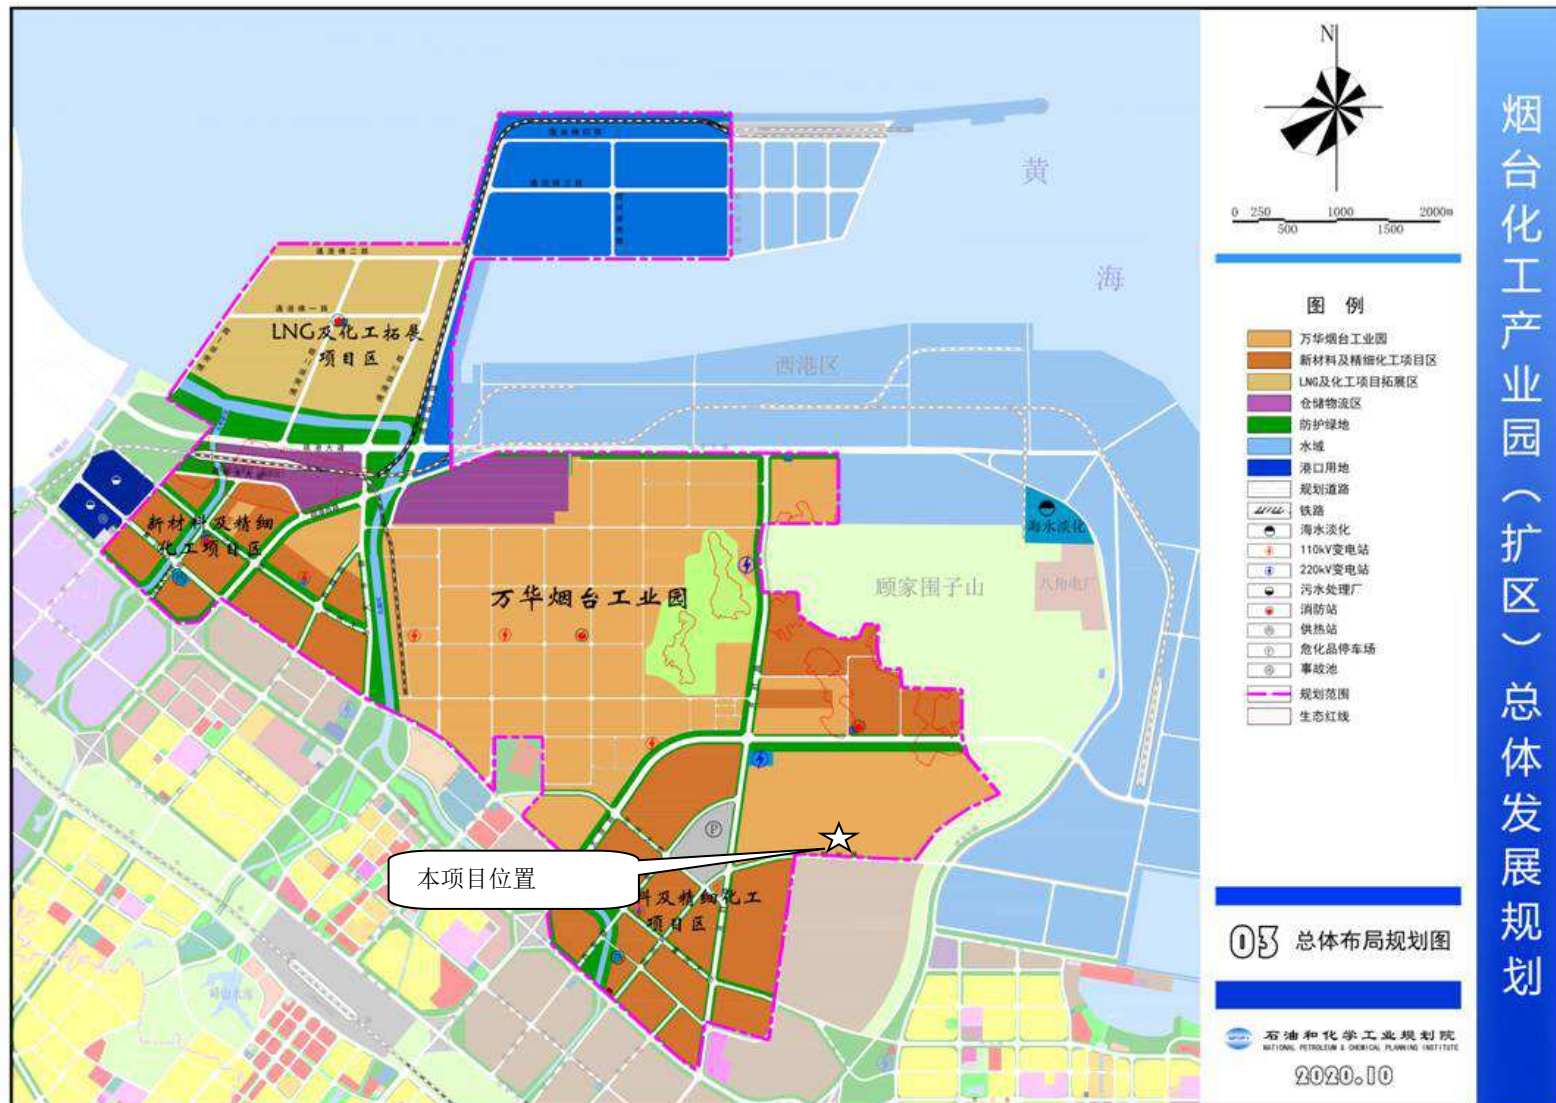 烟台化工产业园（扩区）总体发展规划
N
0 250 1000 2000m
500 1500
图 例
万华烟台工业园
新材料及精细化工项目区
LNG及化工项目拓展区
仓储物流区
防护绿地
水域
港口用地
规划道路
铁路
海水淡化
110kV变电站
220kV变电站
污水处理厂
消防站
供热站
P
危化品停车场
事故池
规划范围
生态红线
03 总体布局规划图
石油和化学工业规划院
NATIONAL PETROLEUM & CHEMICAL PLANNING INSTITUTE
2020.10
黄
海
LNG及化工拓展
项目区
西港区
新材料及精细
化工项目区
万华烟台工业园
顾家围子山
海水淡化
八角电厂
P
本项目位置
料及精细化工
项目区